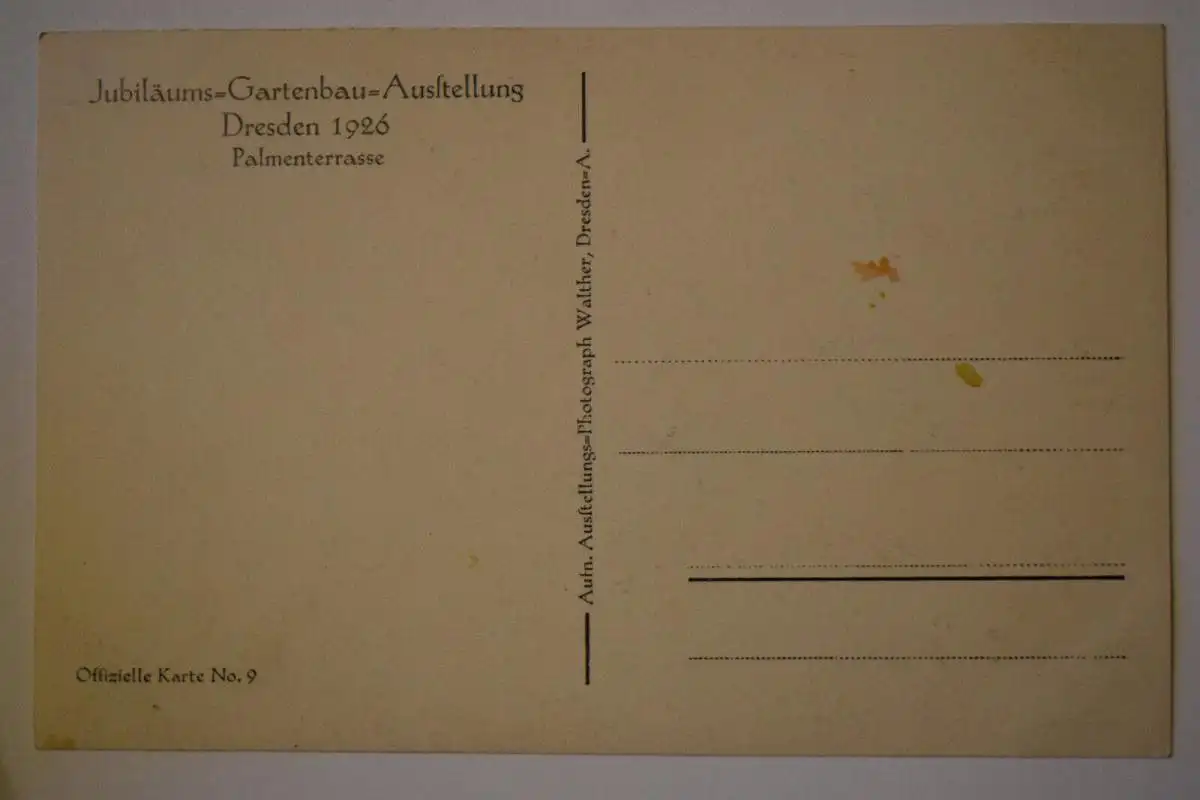 Jubiläums=Gartenbau=Ausſtellung
Dresden 1926
Palmenterrasse
Aufn. Ausſtellungs=Photograph Walther, Dresden=A.
Offizielle Karte No. 9